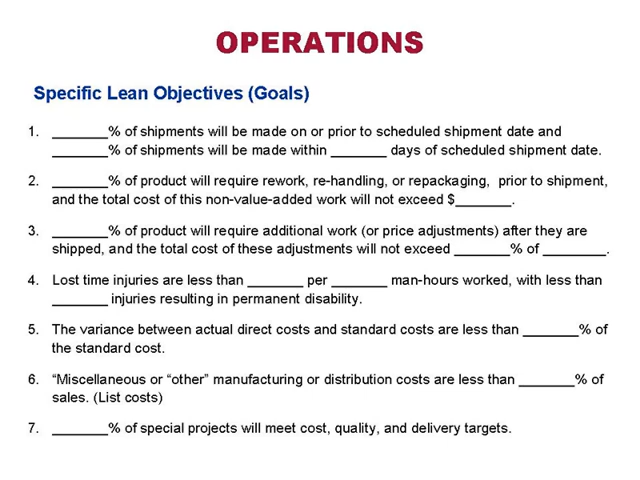 OPERATIONS
Specific Lean Objectives (Goals)
1. _______% of shipments will be made on or prior to scheduled shipment date and
_______% of shipments will be made within _______ days of scheduled shipment date.
2. _______% of product will require rework, re-handling, or repackaging, prior to shipment,
and the total cost of this non-value-added work will not exceed $_______.
3. _______% of product will require additional work (or price adjustments) after they are
shipped, and the total cost of these adjustments will not exceed _______% of ________.
4. Lost time injuries are less than _______ per _______ man-hours worked, with less than
_______ injuries resulting in permanent disability.
5. The variance between actual direct costs and standard costs are less than _______% of
the standard cost.
6. “Miscellaneous or “other” manufacturing or distribution costs are less than _______% of
sales. (List costs)
7. _______% of special projects will meet cost, quality, and delivery targets.